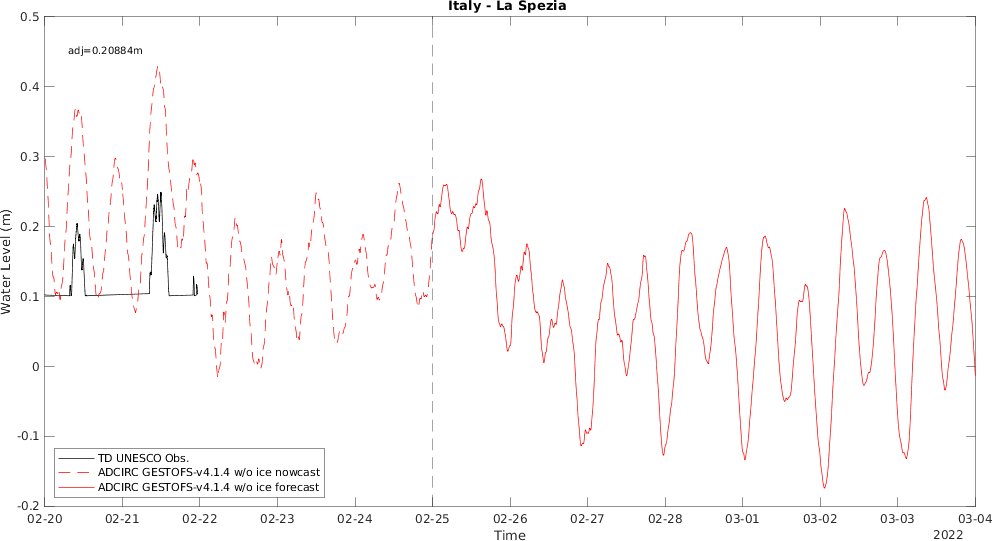 Italy - La Spezia
adj=0.20884m
0.5
0.4
0.3
0.2
0.1
0
-0.1
-0.2
Water Level (m)
TD UNESCO Obs.
ADCIRC GESTOFS-v4.1.4 w/o ice nowcast
ADCIRC GESTOFS-v4.1.4 w/o ice forecast
02-20 02-21 02-22 02-23 02-24 02-25 02-26 02-27 02-28 03-01 03-02 03-03 03-04
Time
2022